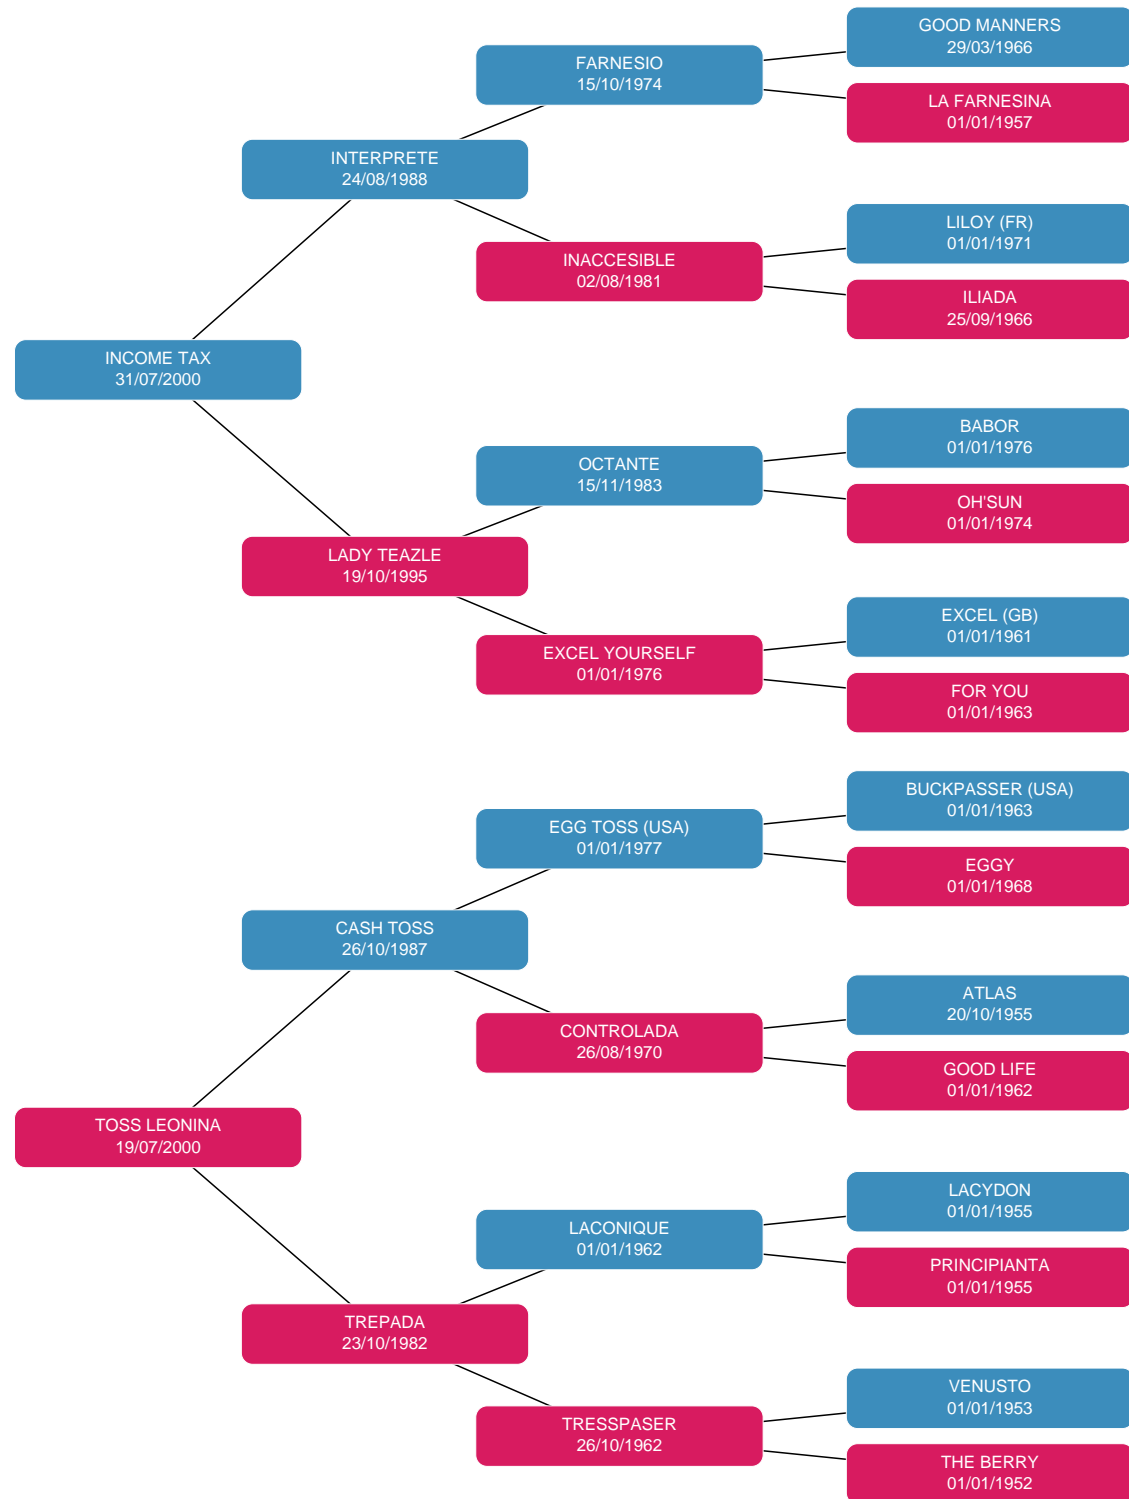 GOOD MANNERS
29/03/1966
FARNESIO
15/10/1974
LA FARNESINA
01/01/1957
INTERPRETE
24/08/1988
LILOY (FR)
01/01/1971
INACCESIBLE
02/08/1981
ILIADA
25/09/1966
INCOME TAX
31/07/2000
BABOR
01/01/1976
OCTANTE
15/11/1983
OH'SUN
01/01/1974
LADY TEAZLE
19/10/1995
EXCEL (GB)
01/01/1961
EXCEL YOURSELF
01/01/1976
FOR YOU
01/01/1963
BUCKPASSER (USA)
01/01/1963
EGG TOSS (USA)
01/01/1977
EGGY
01/01/1968
CASH TOSS
26/10/1987
ATLAS
20/10/1955
CONTROLADA
26/08/1970
GOOD LIFE
01/01/1962
TOSS LEONINA
19/07/2000
LACYDON
01/01/1955
LACONIQUE
01/01/1962
PRINCIPIANTA
01/01/1955
TREPADA
23/10/1982
VENUSTO
01/01/1953
TRESSPASER
26/10/1962
THE BERRY
01/01/1952